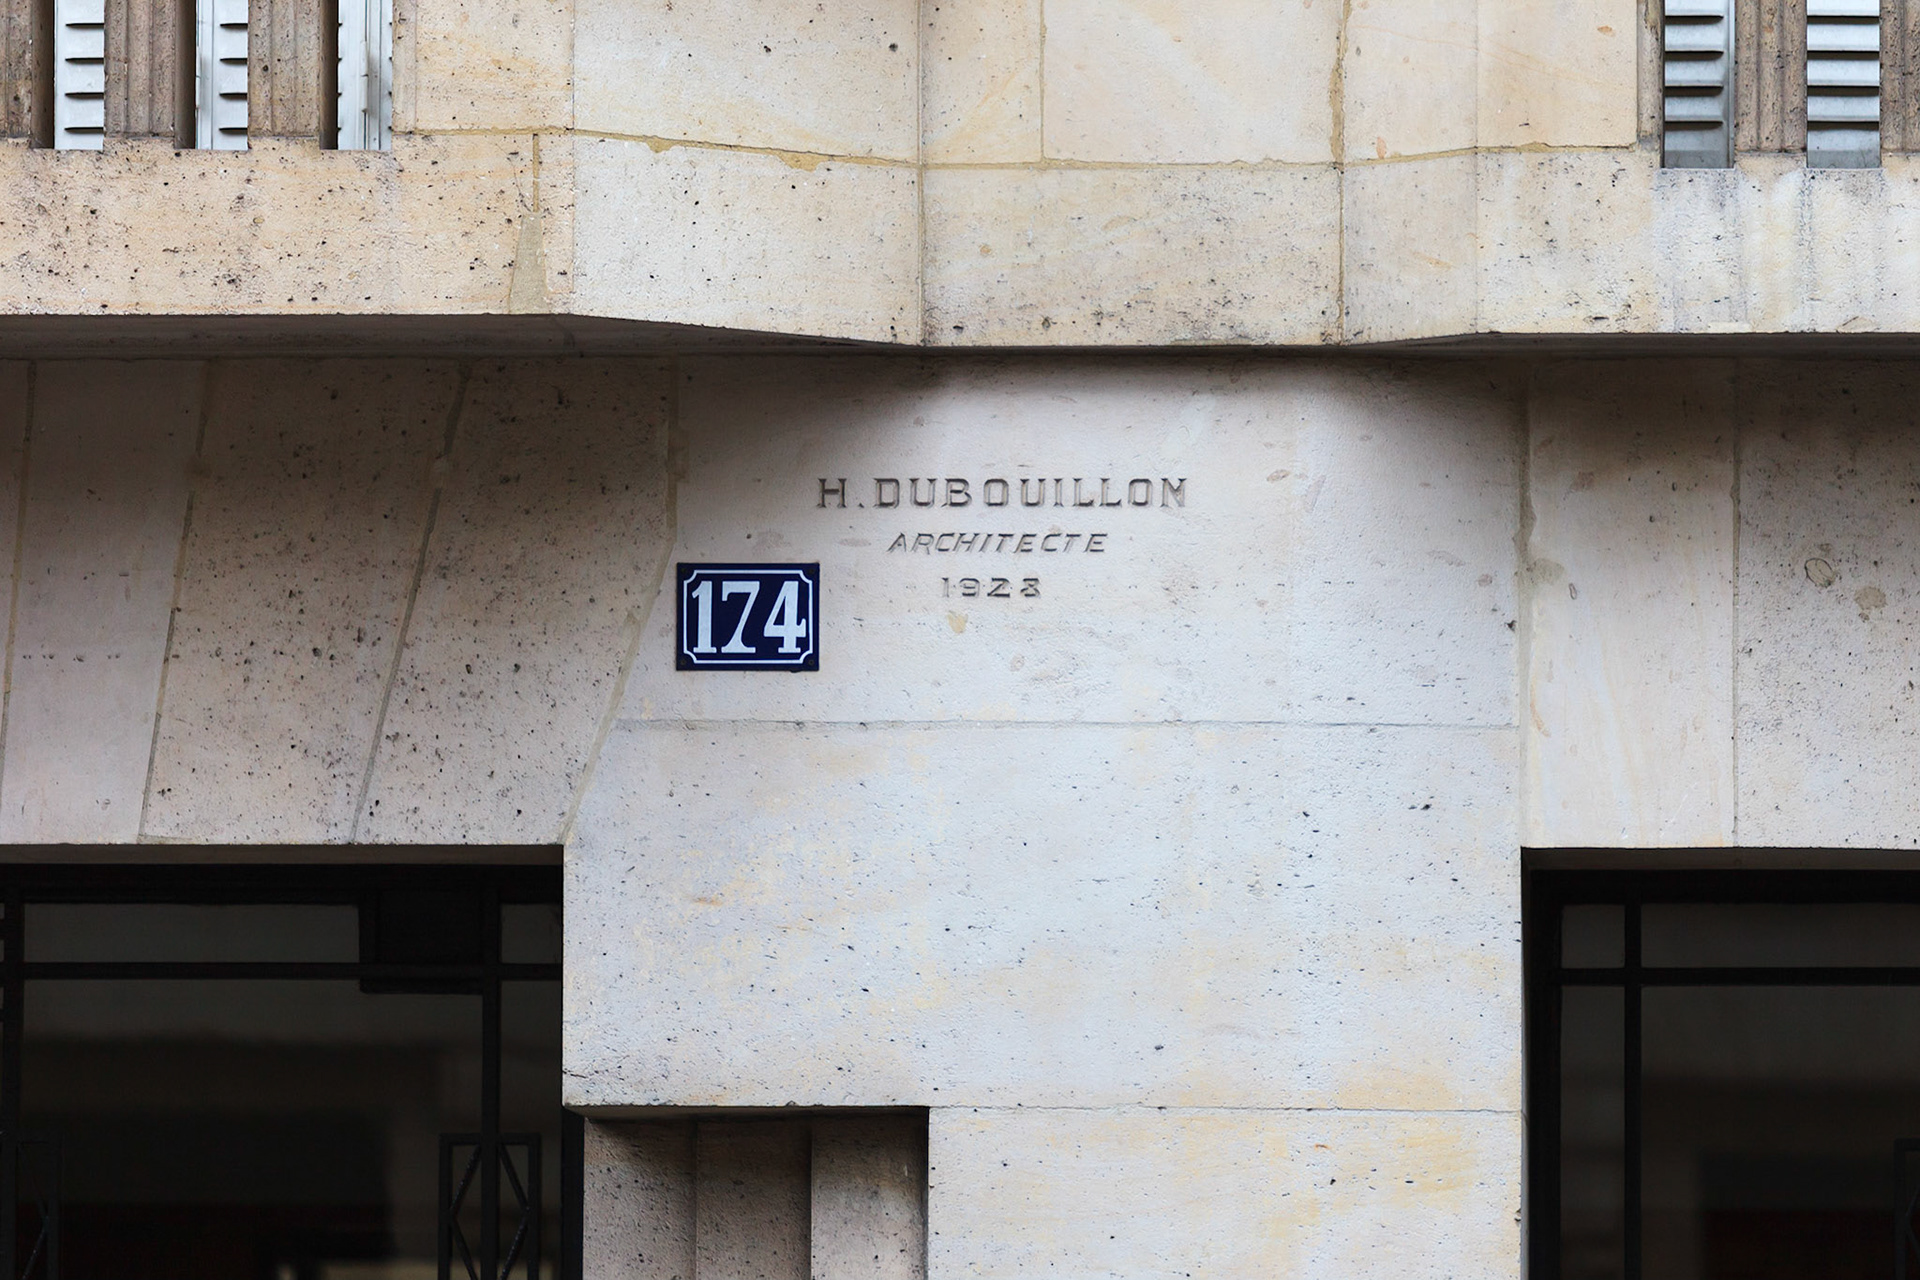 H. DUBOUILLON
ARCHITECTE
1928
174